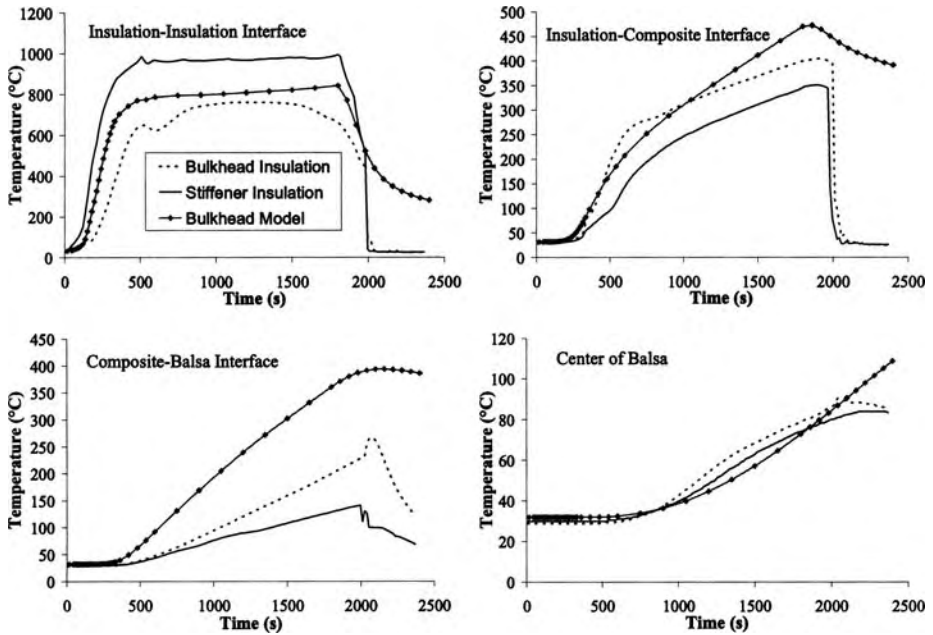 Insulation-Insulation Interface
Temperature (°C)
1200
1000
800
600
400
200
0
Bulkhead Insulation
Stiffener Insulation
Bulkhead Model
0 500 1000 1500 2000 2500
Time (s)
Insulation-Composite Interface
Temperature (°C)
500
450
400
350
300
250
200
150
100
50
0
0 500 1000 1500 2000 2500
Time (s)
Composite-Balsa Interface
Temperature (°C)
450
400
350
300
250
200
150
100
50
0
0 500 1000 1500 2000 2500
Time (s)
Center of Balsa
Temperature (°C)
120
100
80
60
40
20
0
0 500 1000 1500 2000 2500
Time (s)